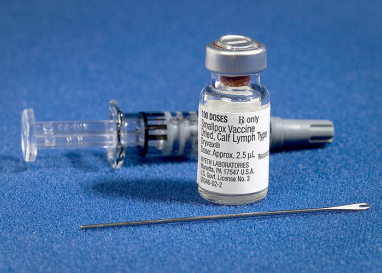 100 DOSES ℞ only
Smallpox Vaccine
Dried, Calf Lymph Type
Dryvax®
Dose: Approx. 2.5 µL
WYETH LABORATORIES
Marietta, PA 17547 U.S.A.
U.S. Govt. License No. 3